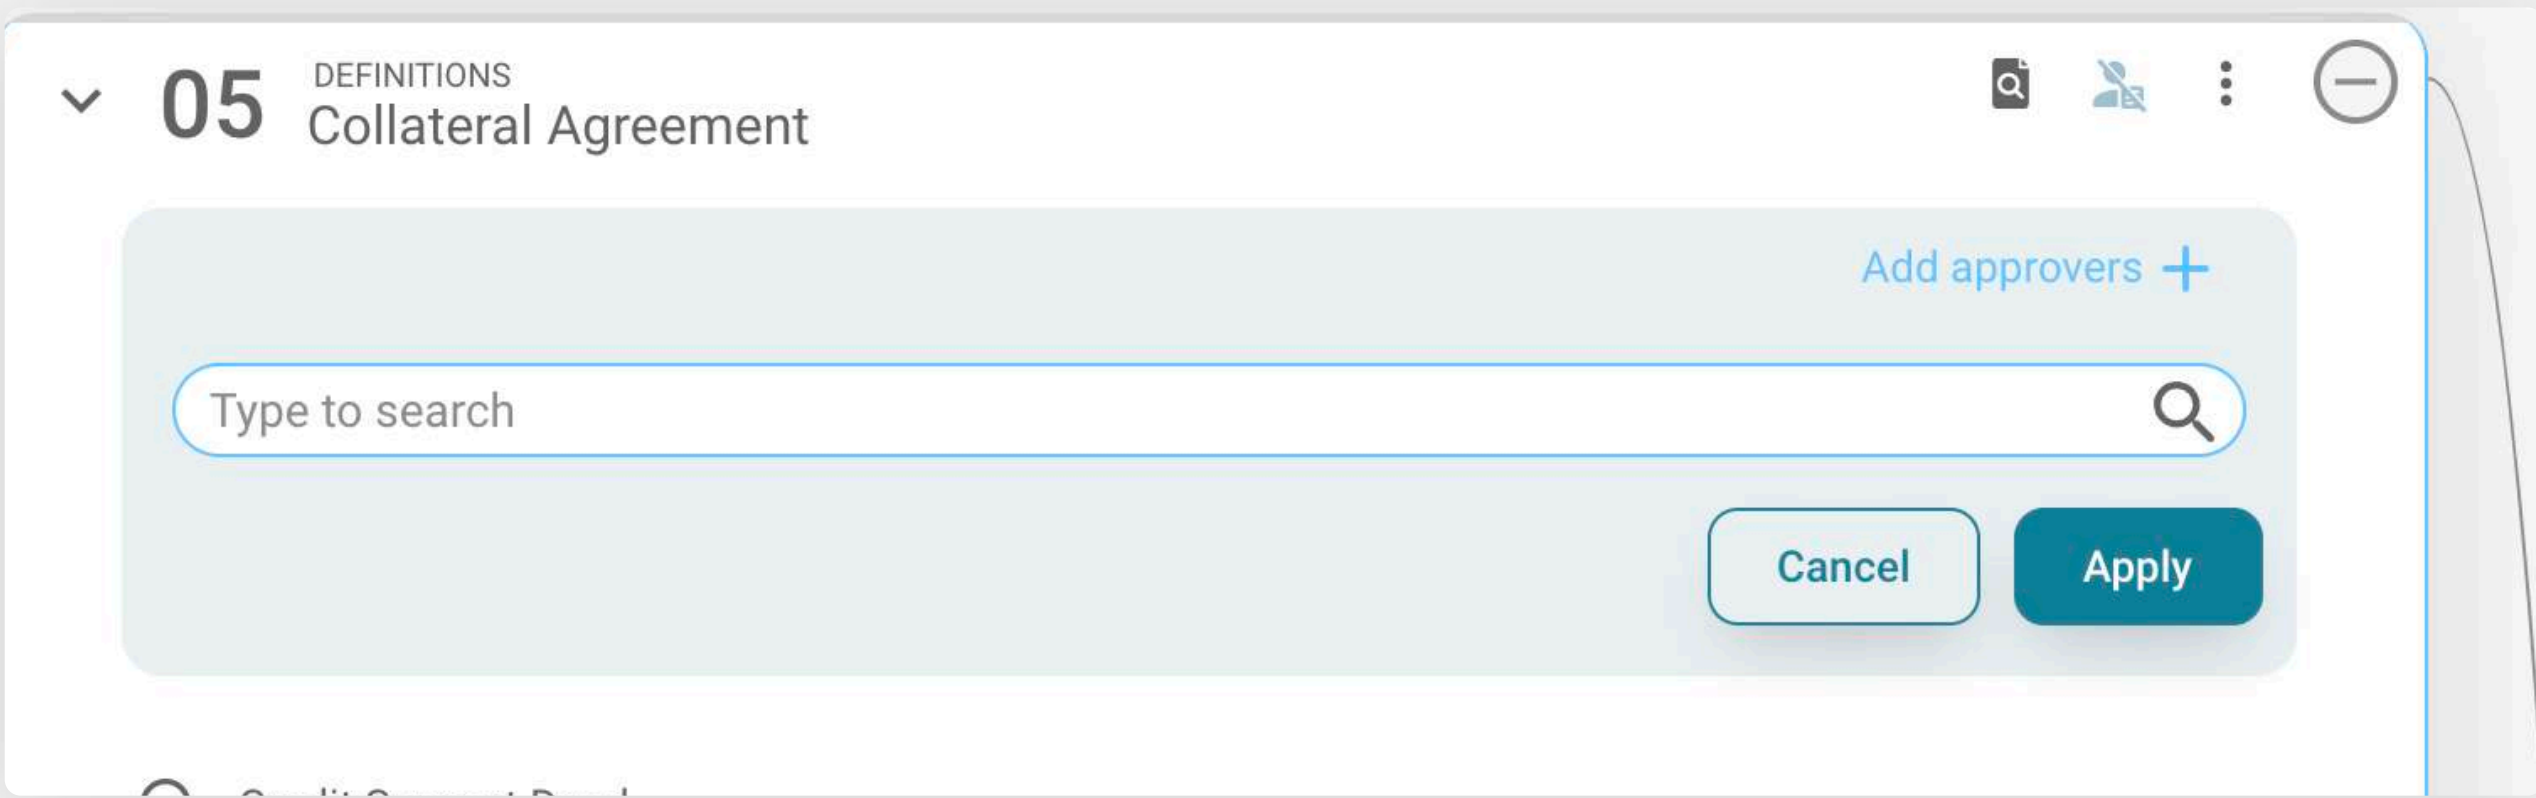 05
DEFINITIONS
Collateral Agreement
Add approvers
Type to search
Cancel
Apply